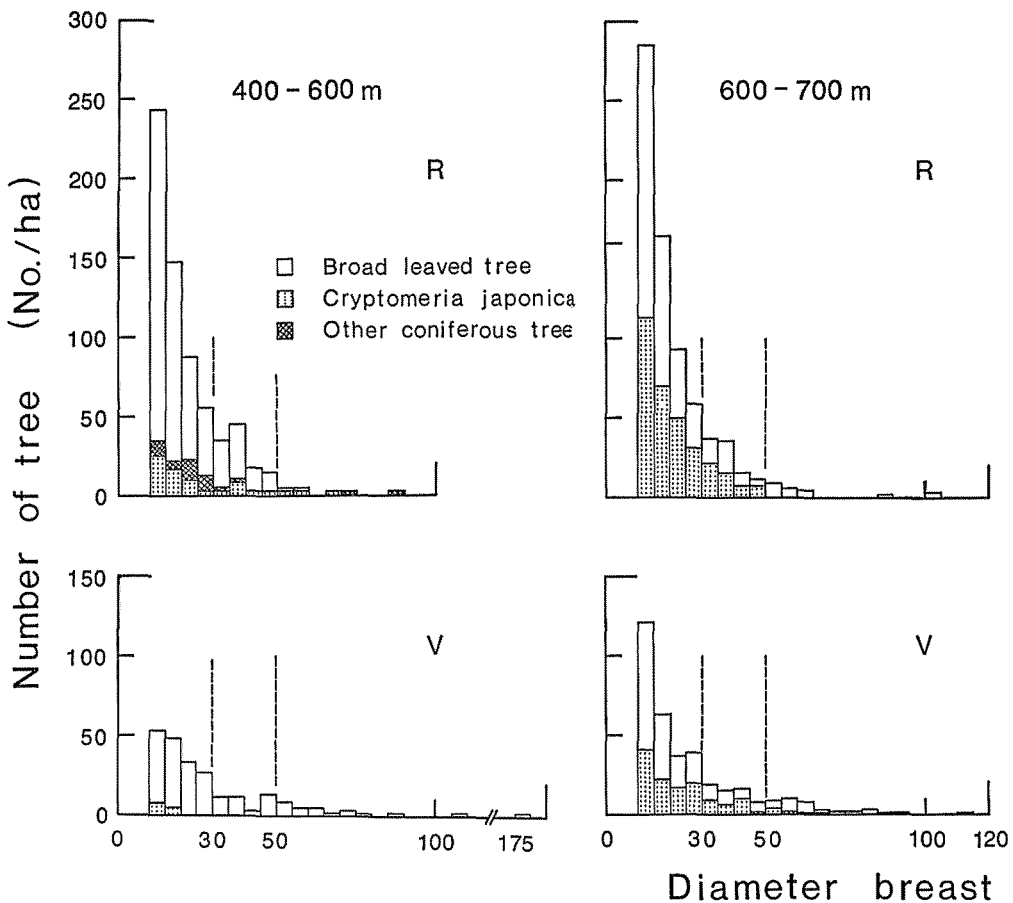 Number of tree (No./ha)
300
250
200
150
100
50
0
400-600 m
R
Broad leaved tree
Cryptomeria japonica
Other coniferous tree
600-700 m
R
150
100
50
0
V
0
30
50
100
175
V
0
30
50
100
120
Diameter breast